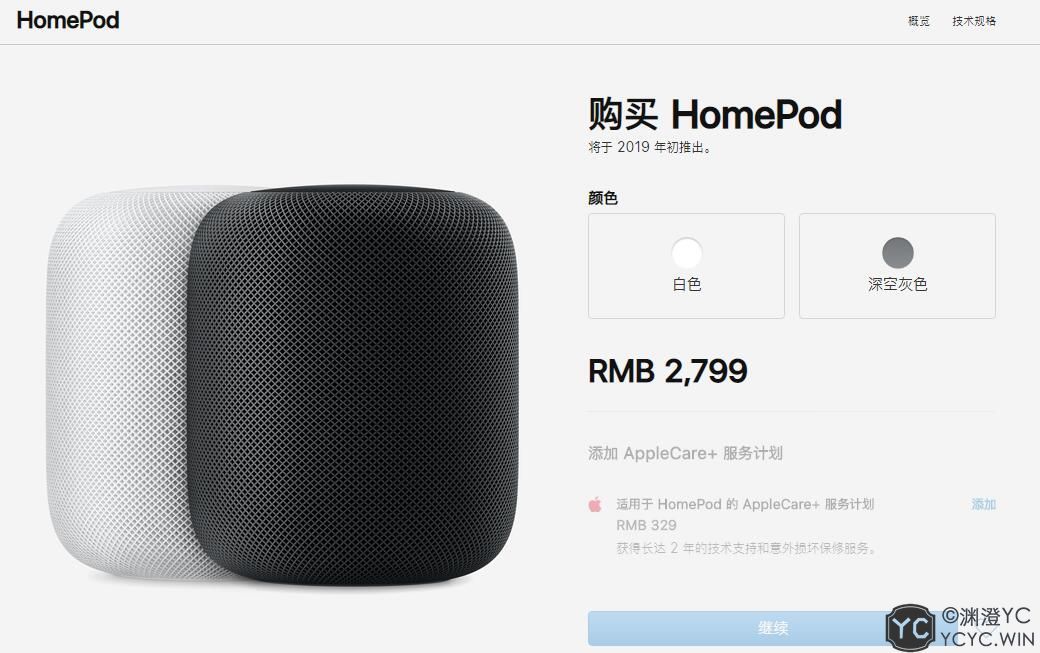 HomePod
概览
技术规格
购买 HomePod
将于 2019 年初推出。
颜色
白色
深空灰色
RMB 2,799
添加 AppleCare+ 服务计划
适用于 HomePod 的 AppleCare+ 服务计划
添加
RMB 329
获得长达 2 年的技术支持和意外损坏保修服务。
继续
YC
©渊澄YC
YCYC.WIN